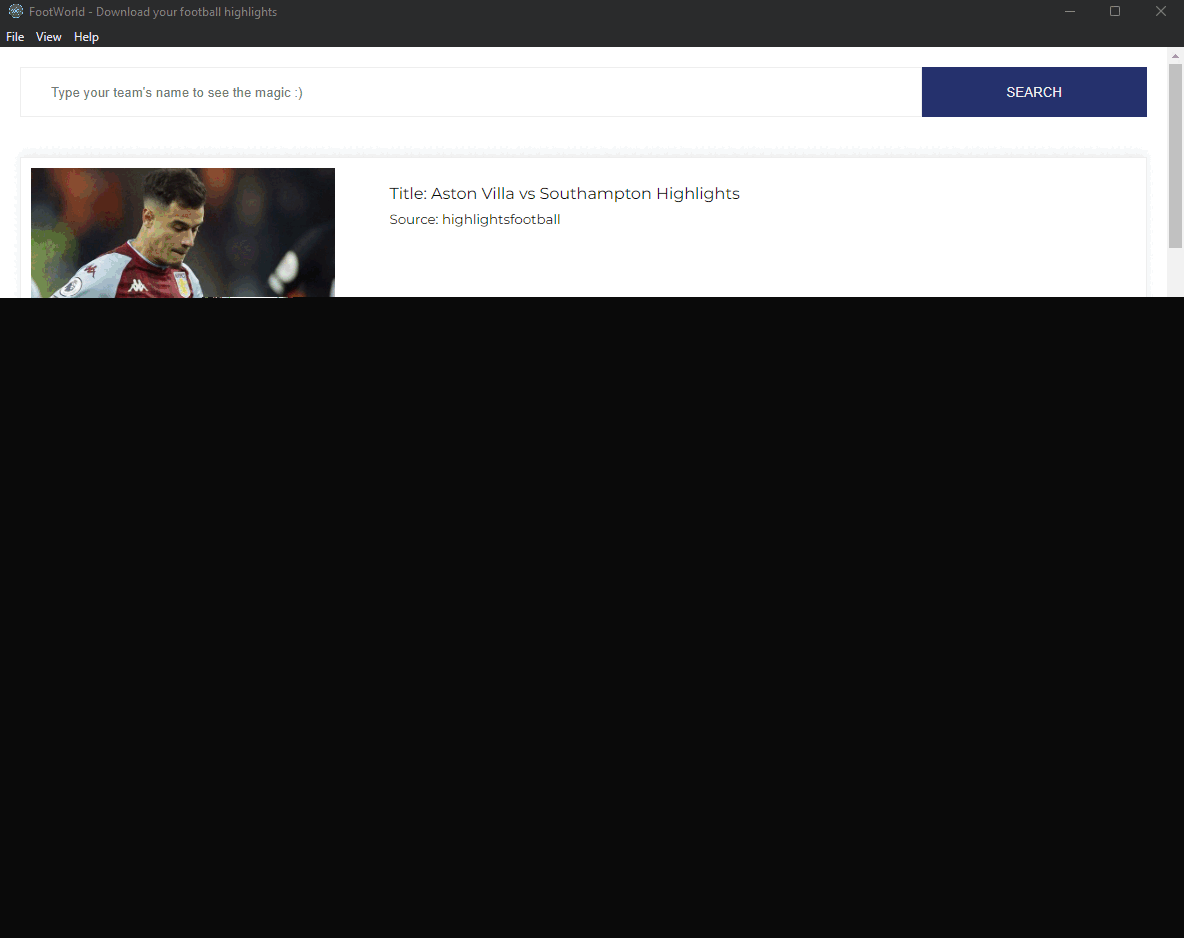 FootWorld - Download your football highlights
File View Help
Type your team's name to see the magic :)
SEARCH
Title: Aston Villa vs Southampton Highlights
Source: highlightsfootball